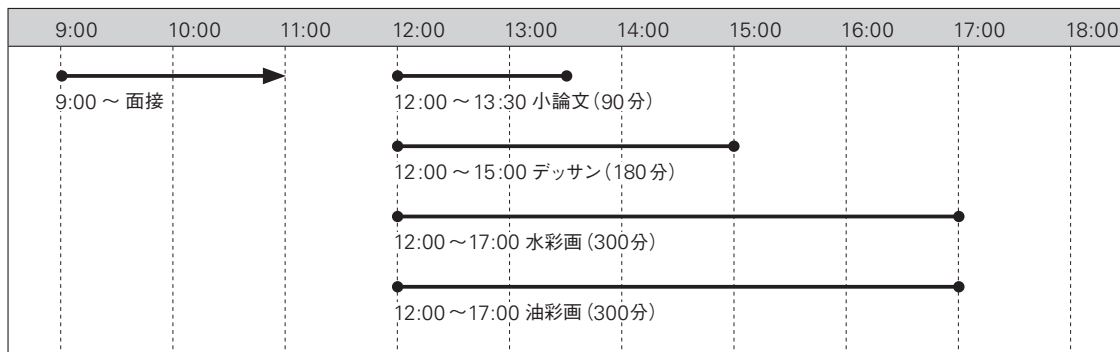 9:00 10:00 11:00 12:00 13:00 14:00 15:00 16:00 17:00 18:00
9:00 ～ 面接
12:00 ～ 13:30 小論文（90分）
12:00 ～ 15:00 デッサン（180分）
12:00 ～ 17:00 水彩画（300分）
12:00 ～ 17:00 油彩画（300分）